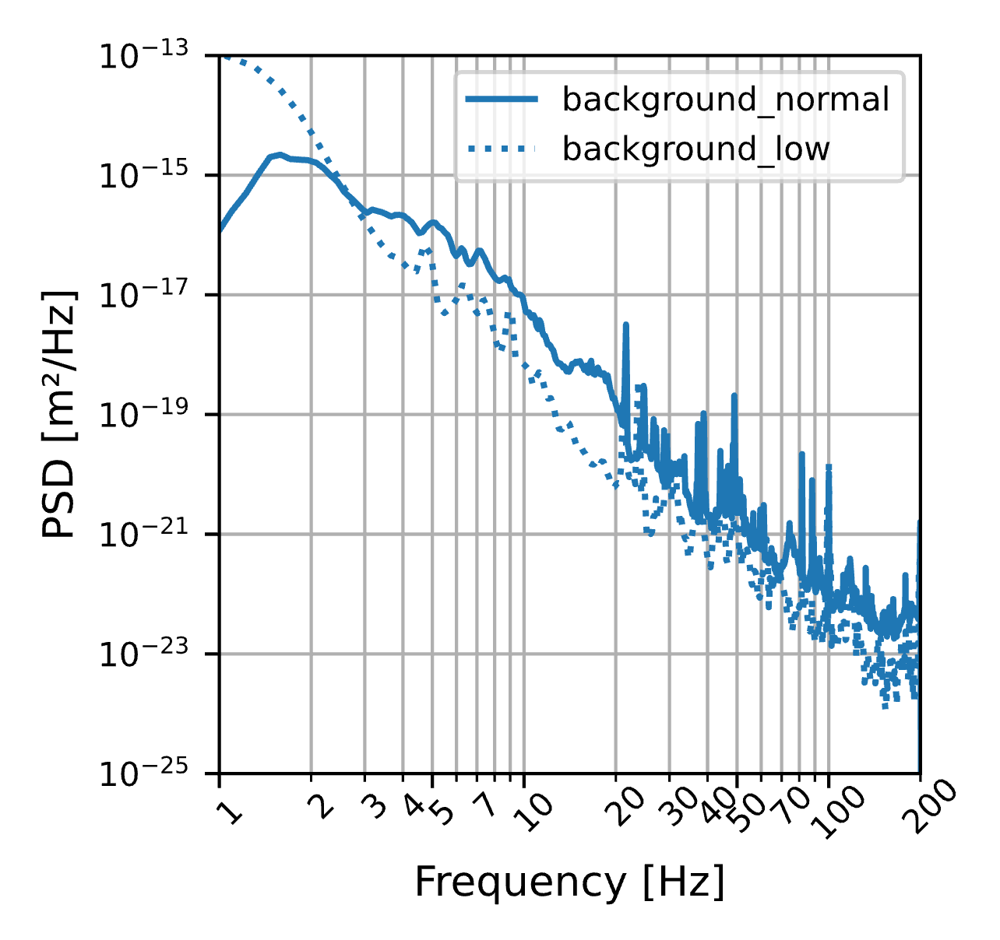 10⁻¹³
10⁻¹⁵
10⁻¹⁷
10⁻¹⁹
10⁻²¹
10⁻²³
10⁻²⁵
PSD [m²/Hz]
background_normal
background_low
1 2 3 4 5 7 10 20 30 40 50 70 100 200
Frequency [Hz]